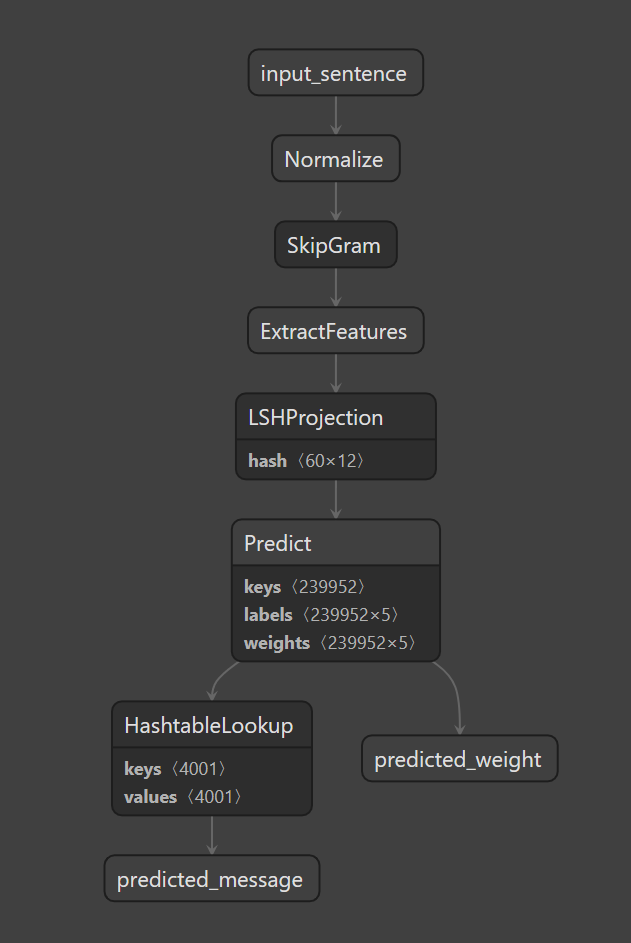 input_sentence
Normalize
SkipGram
ExtractFeatures
LSHProjection
hash〈60×12〉
Predict
keys〈239952〉
labels〈239952×5〉
weights〈239952×5〉
HashtableLookup
keys〈4001〉
values〈4001〉
predicted_weight
predicted_message